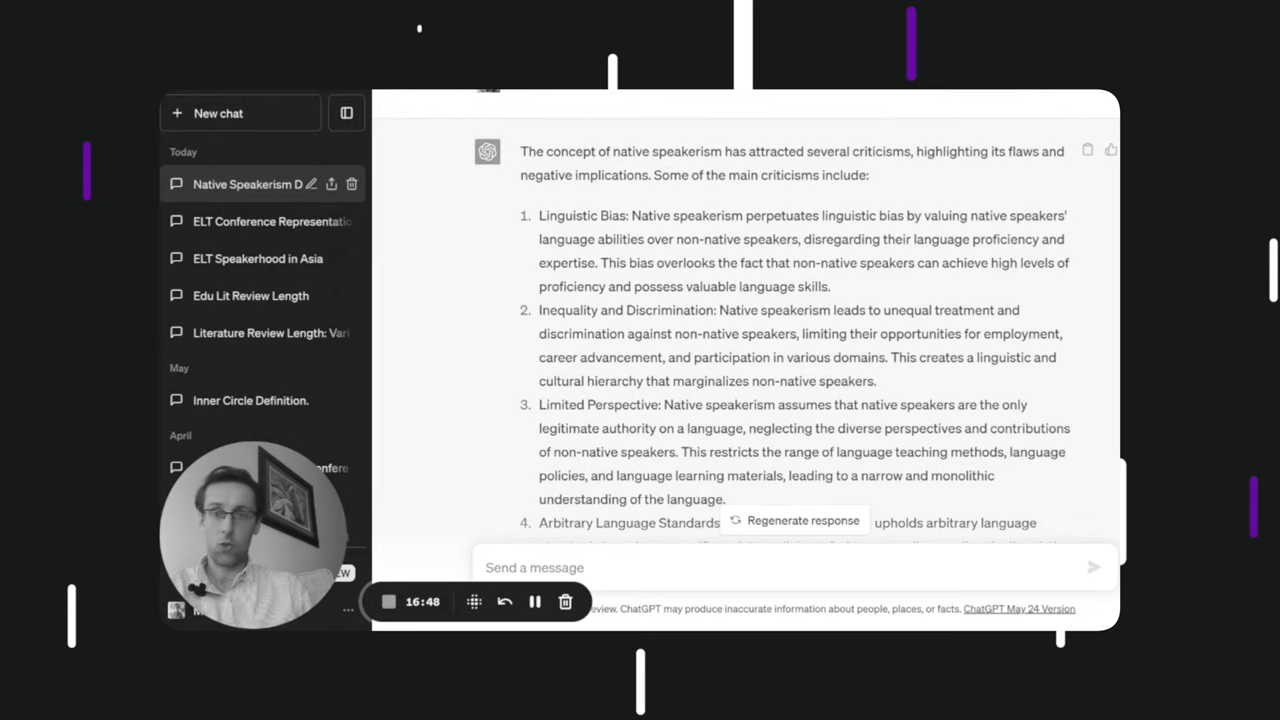 New chat
Today
Native Speakerism D
ELT Conference Representatio
ELT Speakerhood in Asia
Edu Lit Review Length
Literature Review Length: Vari
May
Inner Circle Definition.
April
onfere
EW
M
The concept of native speakerism has attracted several criticisms, highlighting its flaws and
negative implications. Some of the main criticisms include:
1. Linguistic Bias: Native speakerism perpetuates linguistic bias by valuing native speakers'
language abilities over non-native speakers, disregarding their language proficiency and
expertise. This bias overlooks the fact that non-native speakers can achieve high levels of
proficiency and possess valuable language skills.
2. Inequality and Discrimination: Native speakerism leads to unequal treatment and
discrimination against non-native speakers, limiting their opportunities for employment,
career advancement, and participation in various domains. This creates a linguistic and
cultural hierarchy that marginalizes non-native speakers.
3. Limited Perspective: Native speakerism assumes that native speakers are the only
legitimate authority on a language, neglecting the diverse perspectives and contributions
of non-native speakers. This restricts the range of language teaching methods, language
policies, and language learning materials, leading to a narrow and monolithic
understanding of the language.
4. Arbitrary Language Standards upholds arbitrary language
Regenerate response
Send a message
16:48
eview. ChatGPT may produce inaccurate information about people, places, or facts. ChatGPT May 24 Version